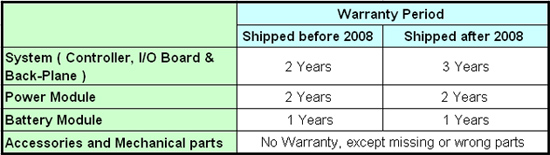 Warranty Period
Shipped before 2008 Shipped after 2008
System ( Controller, I/O Board &
Back-Plane ) 2 Years 3 Years
Power Module 2 Years 2 Years
Battery Module 1 Years 1 Years
Accessories and Mechanical parts No Warranty, except missing or wrong parts